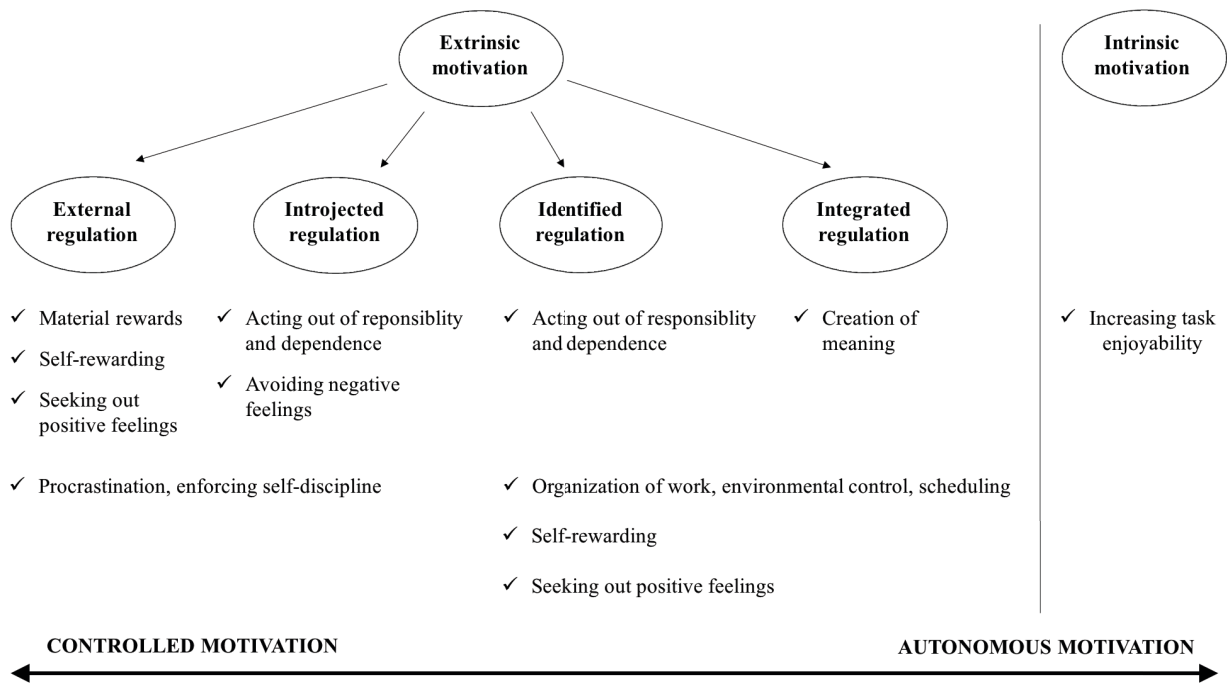 Extrinsic
motivation
Intrinsic
motivation
External
regulation
Introjected
regulation
Identified
regulation
Integrated
regulation
✓ Material rewards
✓ Self-rewarding
✓ Seeking out
positive feelings
✓ Acting out of reponsiblity
and dependence
✓ Avoiding negative
feelings
✓ Acting out of responsiblity
and dependence
✓ Creation of
meaning
✓ Increasing task
enjoyability
✓ Procrastination, enforcing self-discipline
✓ Organization of work, environmental control, scheduling
✓ Self-rewarding
✓ Seeking out positive feelings
CONTROLLED MOTIVATION
AUTONOMOUS MOTIVATION